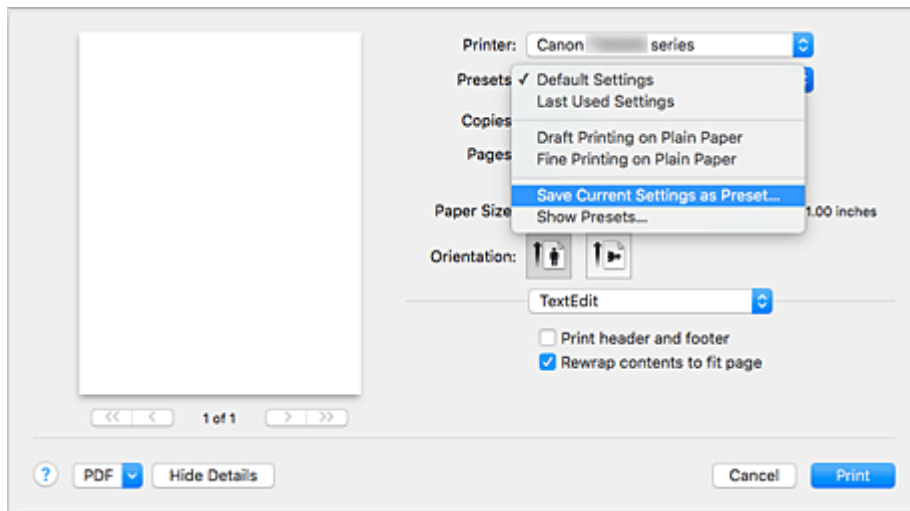 Printer: Canon series
Presets ✓ Default Settings
Last Used Settings
Copies
Draft Printing on Plain Paper
Pages
Fine Printing on Plain Paper
Save Current Settings as Preset...
Paper Size 1.00 inches
Show Presets...
Orientation:
TextEdit
Print header and footer
Rewrap contents to fit page
<< < 1 of 1 > >>
? PDF Hide Details Cancel Print